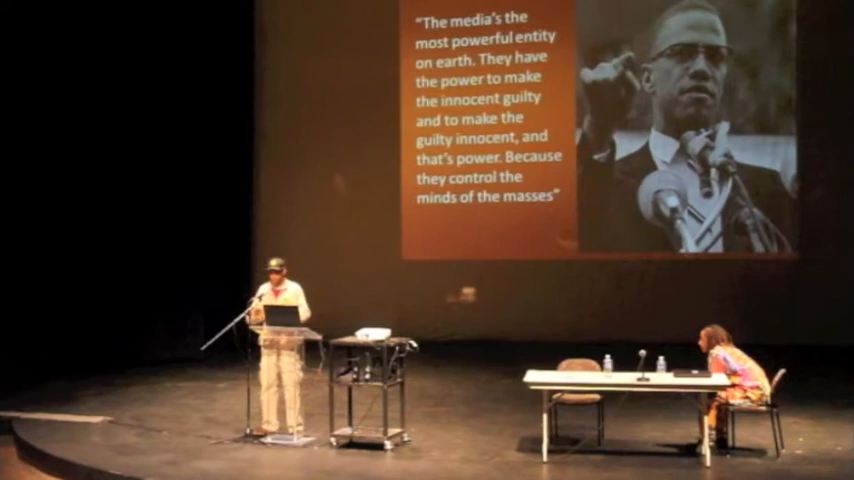 “The media’s the
most powerful entity
on earth. They have
the power to make
the innocent guilty
and to make the
guilty innocent, and
that’s power. Because
they control the
minds of the masses”